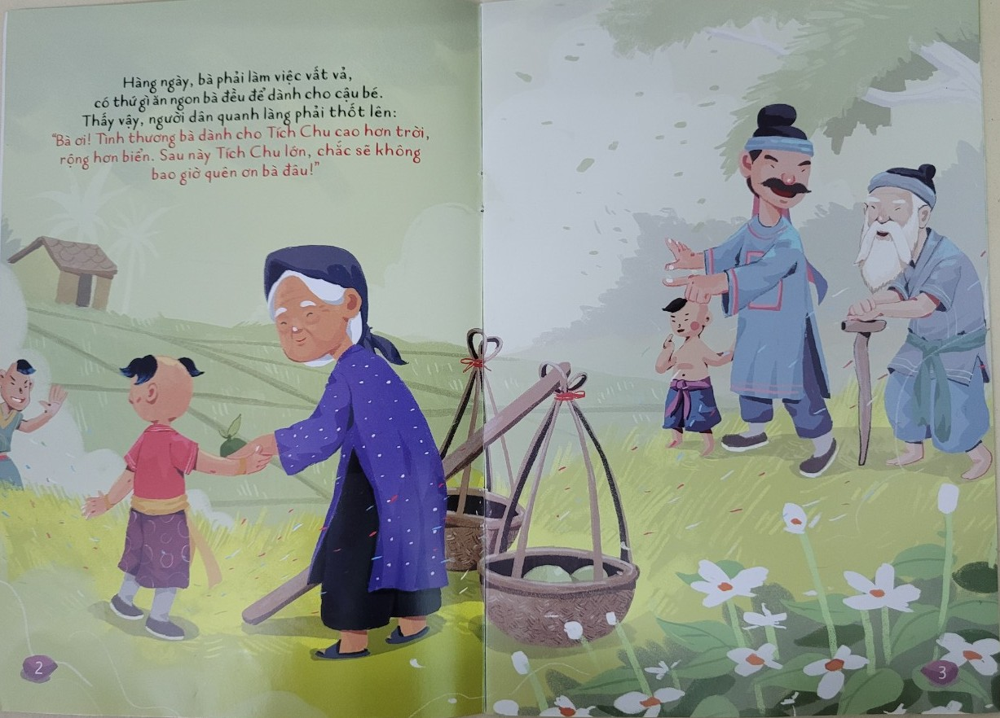 Hàng ngày, bà phải làm việc vất vả,
có thứ gì ăn ngon bà đều để dành cho cậu bé.
Thấy vậy, người dân quanh làng phải thốt lên:
“Bà ơi! Tình thương bà dành cho Tích Chu cao hơn trời,
rộng hơn biển. Sau này Tích Chu lớn, chắc sẽ không
bao giờ quên ơn bà đâu!”
2
3